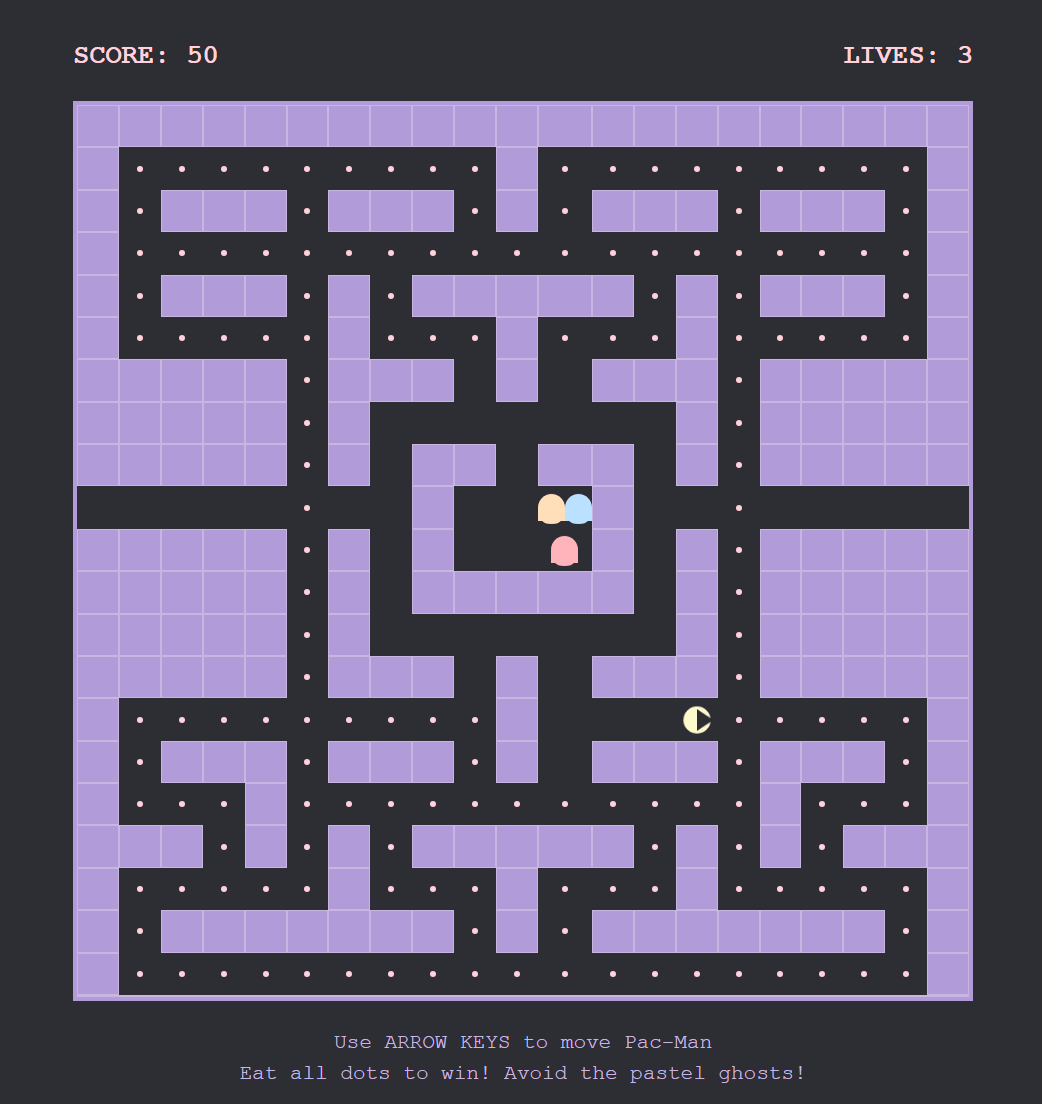 SCORE: 50
LIVES: 3
Use ARROW KEYS to move Pac-Man
Eat all dots to win! Avoid the pastel ghosts!